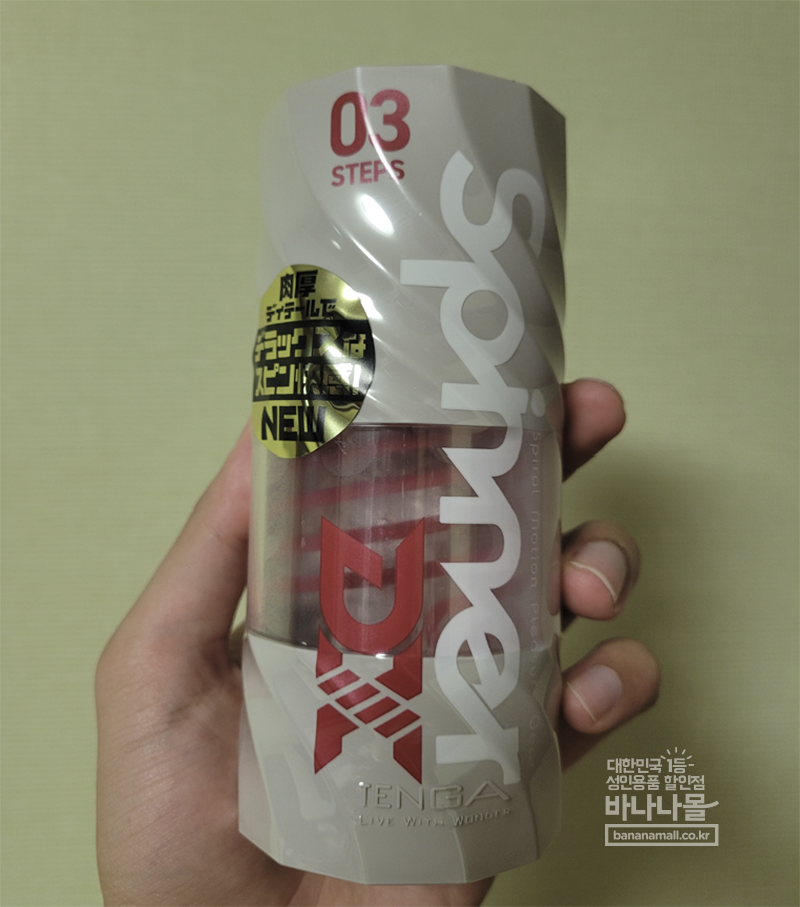 03
STEPS
spinner
肉厚
ディテールで
デラックスな
スピン快感!
NEW
spiral motion
DX
TENGA
LIVE WITH WONDER
대한민국 1등
성인용품 할인점
바나나몰
bananamall.co.kr